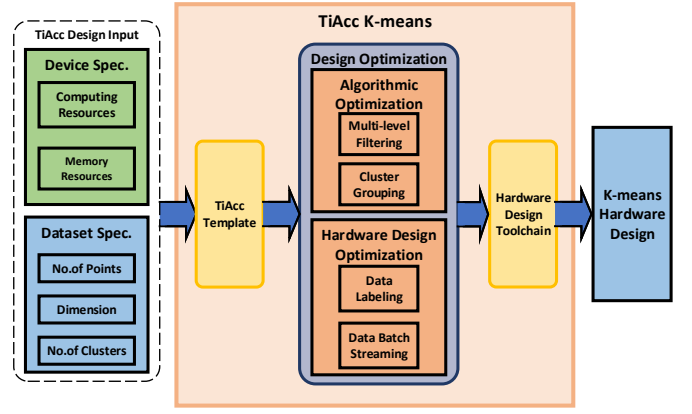 TiAcc Design Input
Device Spec.
Computing
Resources
Memory
Resources
Dataset Spec.
No.of Points
Dimension
No.of Clusters
TiAcc K-means
TiAcc
Template
Design Optimization
Algorithmic
Optimization
Multi-level
Filtering
Cluster
Grouping
Hardware Design
Optimization
Data
Labeling
Data Batch
Streaming
Hardware
Design
Toolchain
K-means
Hardware
Design